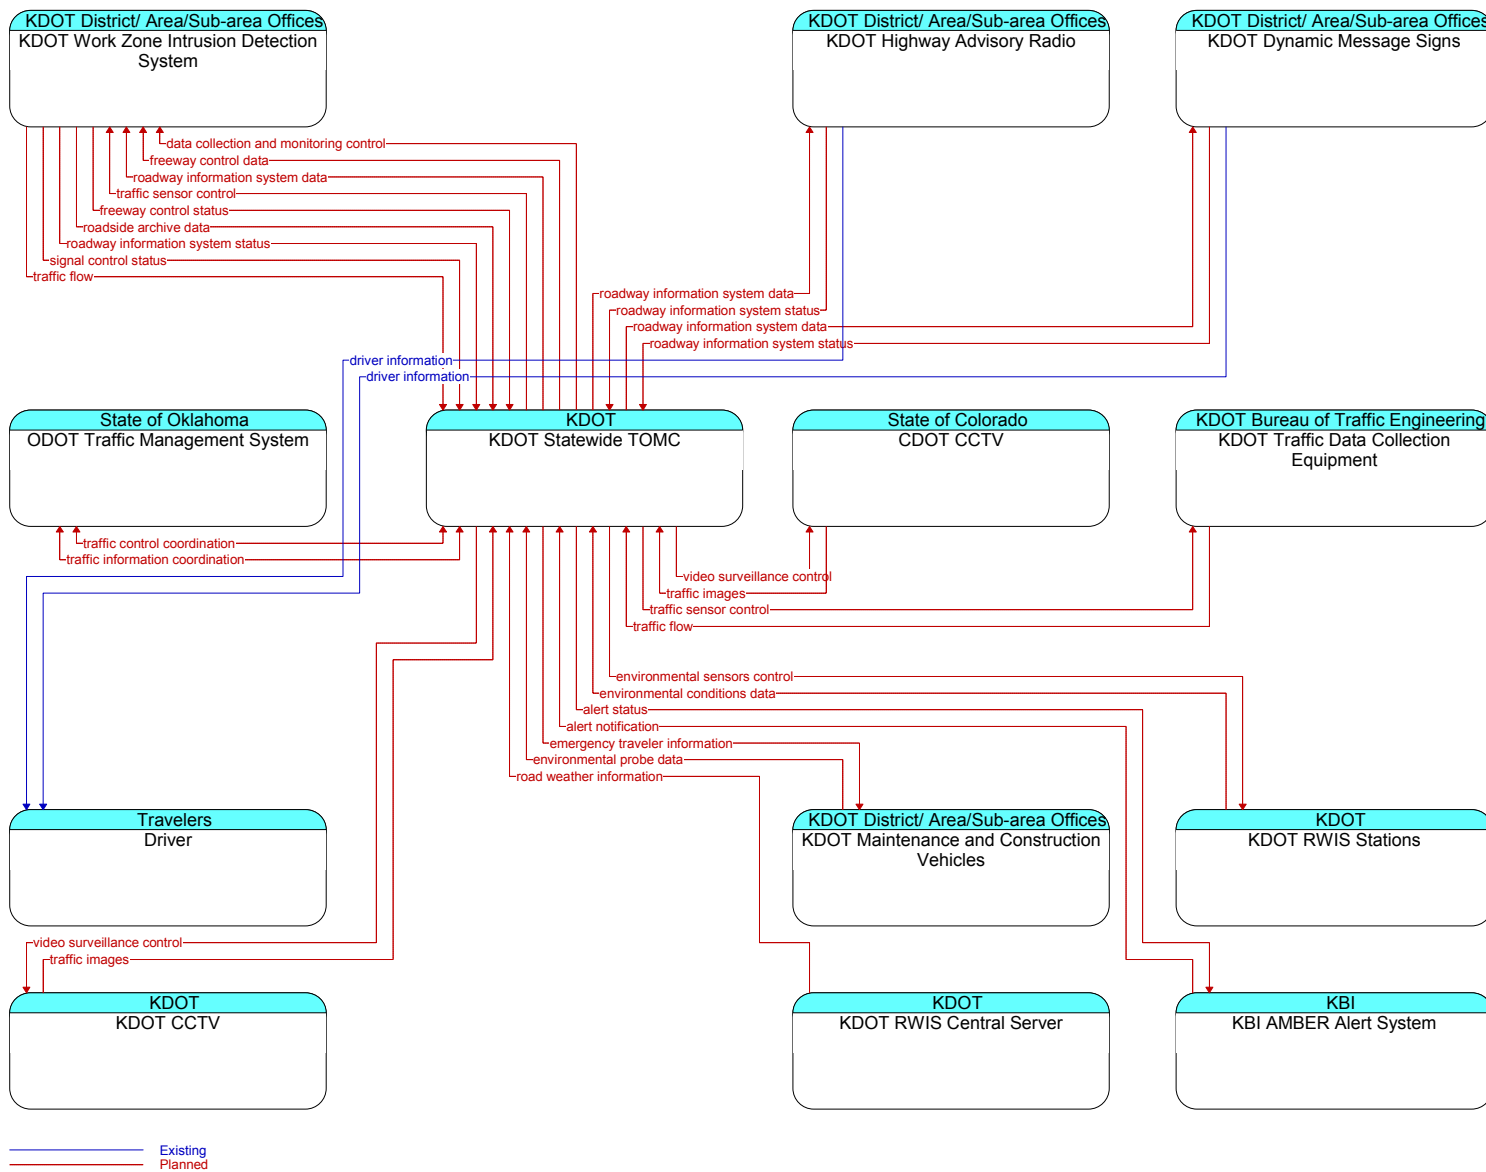 KDOT District/ Area/Sub-area Offices
KDOT Work Zone Intrusion Detection
System
KDOT District/ Area/Sub-area Offices
KDOT Highway Advisory Radio
KDOT District/ Area/Sub-area Offices
KDOT Dynamic Message Signs
data collection and monitoring control
freeway control data
roadway information system data
traffic sensor control
freeway control status
roadside archive data
roadway information system status
signal control status
traffic flow
roadway information system data
roadway information system status
roadway information system data
roadway information system status
driver information
driver information
State of Oklahoma
ODOT Traffic Management System
KDOT
KDOT Statewide TOMC
State of Colorado
CDOT CCTV
KDOT Bureau of Traffic Engineering
KDOT Traffic Data Collection
Equipment
traffic control coordination
traffic information coordination
video surveillance control
traffic images
traffic sensor control
traffic flow
environmental sensors control
environmental conditions data
alert status
alert notification
emergency traveler information
environmental probe data
road weather information
Travelers
Driver
KDOT District/ Area/Sub-area Offices
KDOT Maintenance and Construction
Vehicles
KDOT
KDOT RWIS Stations
video surveillance control
traffic images
KDOT
KDOT CCTV
KDOT
KDOT RWIS Central Server
KBI
KBI AMBER Alert System
Existing
Planned